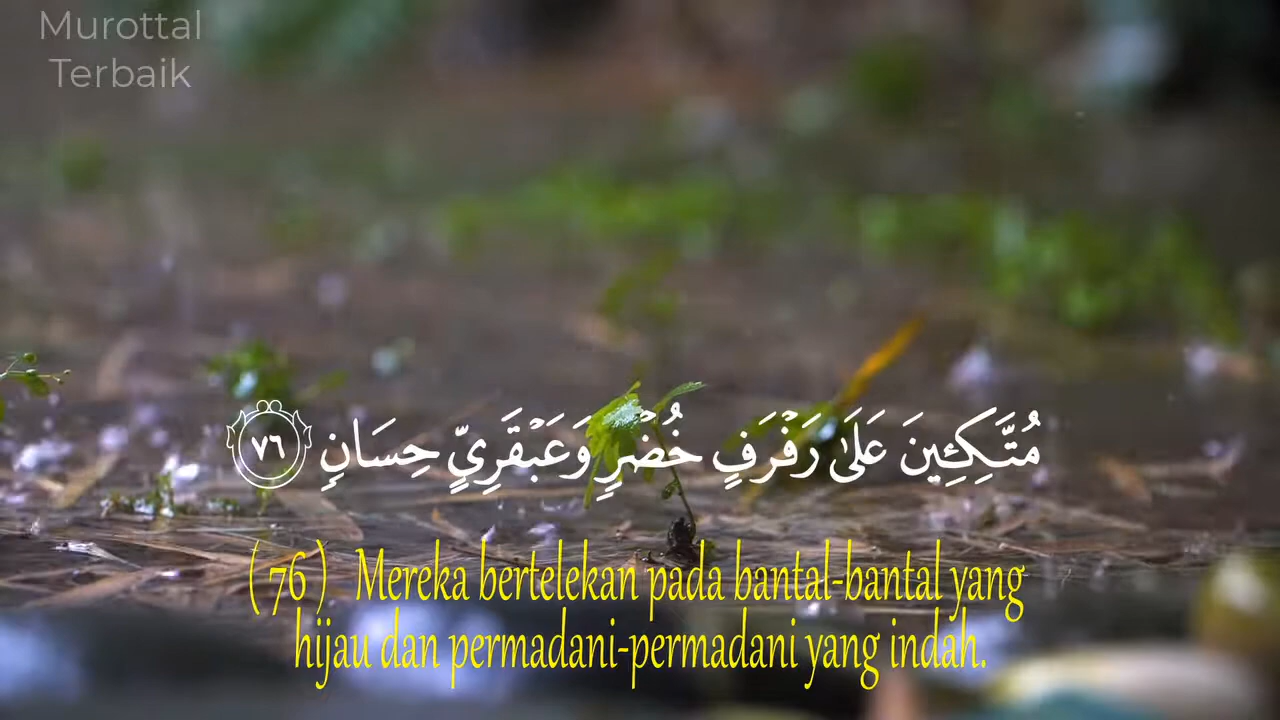 Murottal
Terbaik
مُتَّكِـِٔينَ عَلَىٰ رَفْرَفٍ خُضْرٍ وَعَبْقَرِيٍّ حِسَانٍ ٧٦
( 76 ) Mereka bertelekan pada bantal-bantal yang
hijau dan permadani-permadani yang indah.